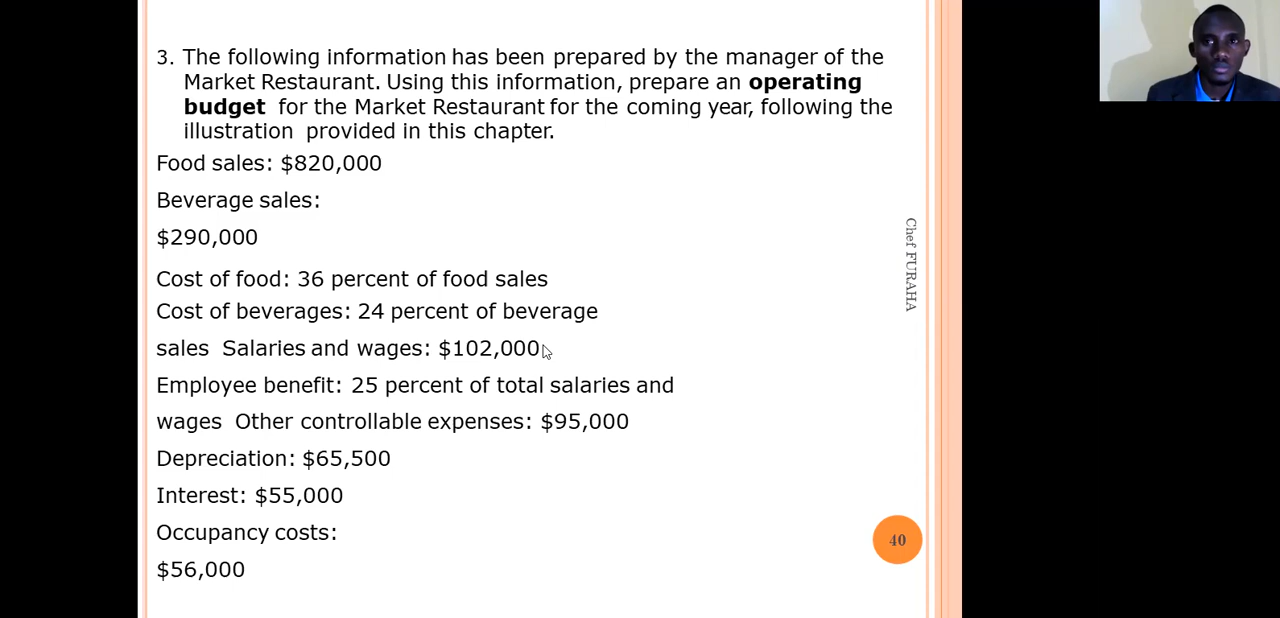 3. The following information has been prepared by the manager of the
Market Restaurant. Using this information, prepare an operating
budget for the Market Restaurant for the coming year, following the
illustration provided in this chapter.
Food sales: $820,000
Beverage sales:
$290,000
Cost of food: 36 percent of food sales
Cost of beverages: 24 percent of beverage
sales Salaries and wages: $102,000
Employee benefit: 25 percent of total salaries and
wages Other controllable expenses: $95,000
Depreciation: $65,500
Interest: $55,000
Occupancy costs:
$56,000
Chef FURAHA
40